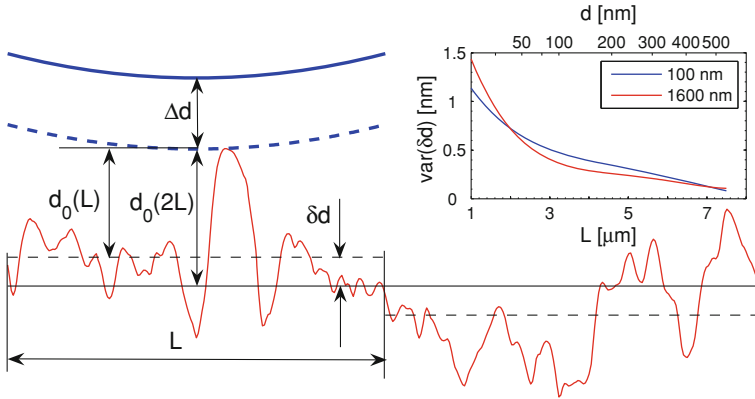 d [nm]
50 100 200 300 400 500
1.5
1
0.5
0
var(δd) [nm]
100 nm
1600 nm
1 3 5 7
L [μm]
Δd
d₀(L)
d₀(2L)
δd
L